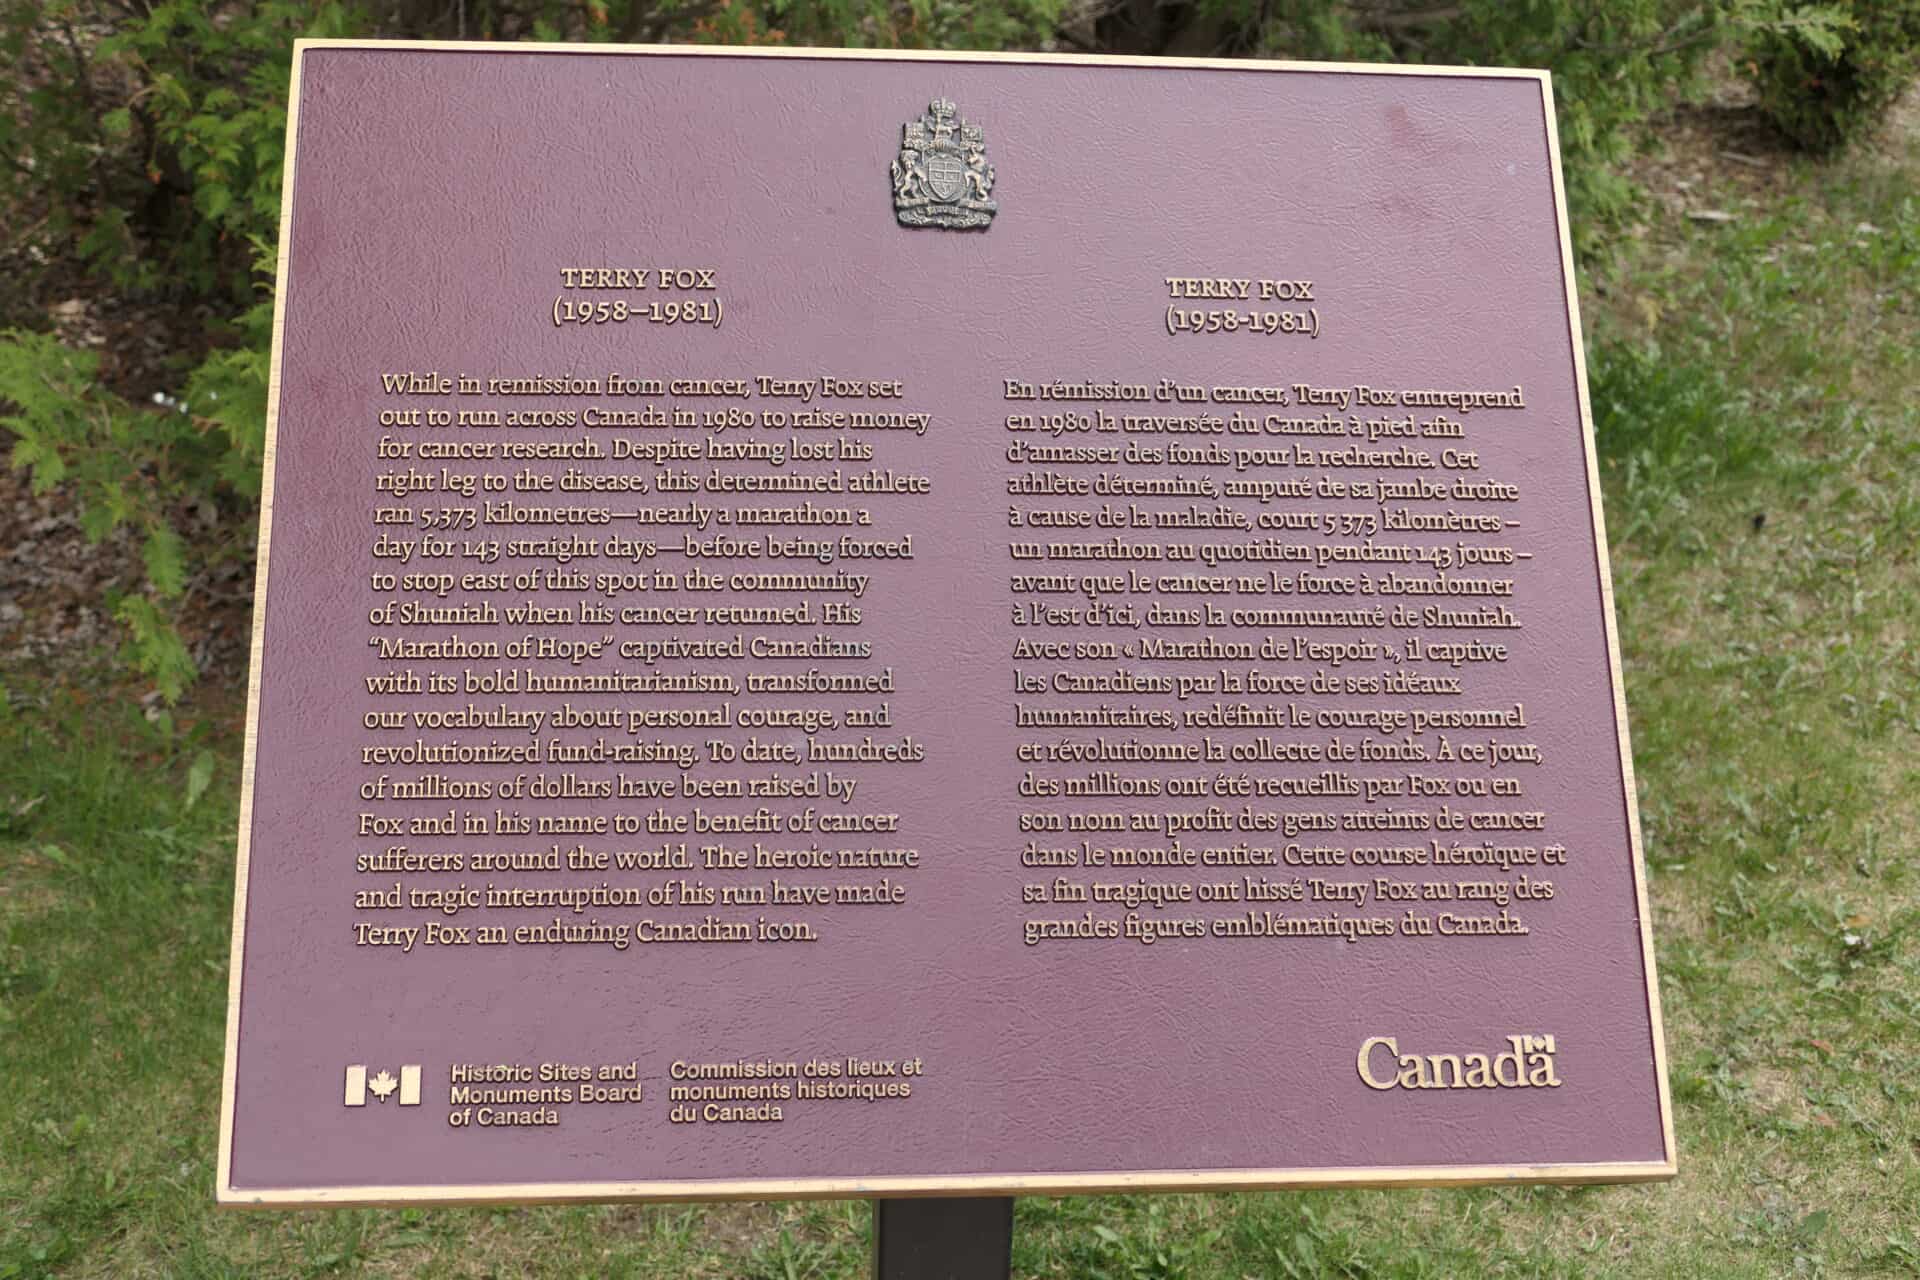 TERRY FOX
(1958–1981)
While in remission from cancer, Terry Fox set
out to run across Canada in 1980 to raise money
for cancer research. Despite having lost his
right leg to the disease, this determined athlete
ran 5,373 kilometres—nearly a marathon a
day for 143 straight days—before being forced
to stop east of this spot in the community
of Shuniah when his cancer returned. His
“Marathon of Hope” captivated Canadians
with its bold humanitarianism, transformed
our vocabulary about personal courage, and
revolutionized fund-raising. To date, hundreds
of millions of dollars have been raised by
Fox and in his name to the benefit of cancer
sufferers around the world. The heroic nature
and tragic interruption of his run have made
Terry Fox an enduring Canadian icon.
TERRY FOX
(1958-1981)
En rémission d’un cancer, Terry Fox entreprend
en 1980 la traversée du Canada à pied afin
d’amasser des fonds pour la recherche. Cet
athlète déterminé, amputé de sa jambe droite
à cause de la maladie, court 5 373 kilomètres –
un marathon au quotidien pendant 143 jours –
avant que le cancer ne le force à abandonner
à l’est d’ici, dans la communauté de Shuniah.
Avec son « Marathon de l’espoir », il captive
les Canadiens par la force de ses idéaux
humanitaires, redéfinit le courage personnel
et révolutionne la collecte de fonds. À ce jour,
des millions ont été recueillis par Fox ou en
son nom au profit des gens atteints de cancer
dans le monde entier. Cette course héroïque et
sa fin tragique ont hissé Terry Fox au rang des
grandes figures emblématiques du Canada.
Historic Sites and
Monuments Board
of Canada
Commission des lieux et
monuments historiques
du Canada
Canada